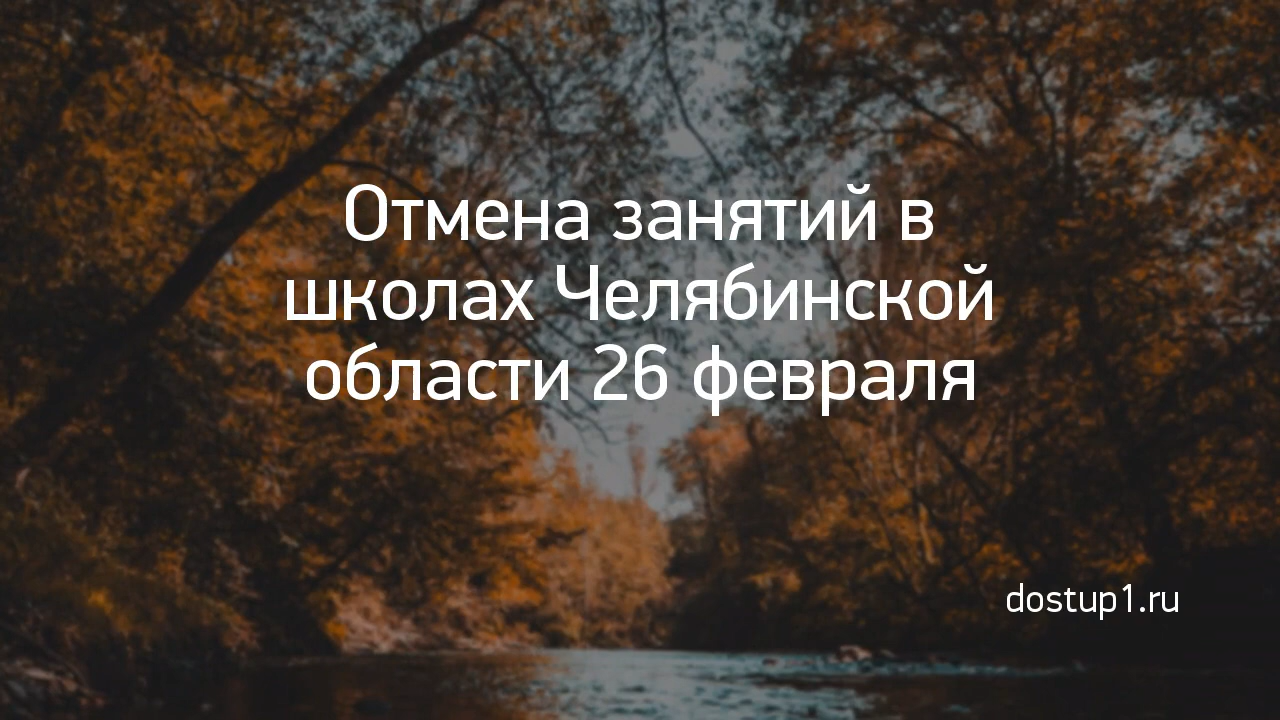 Отмена занятий в
школах Челябинской
области 26 февраля
dostup1.ru